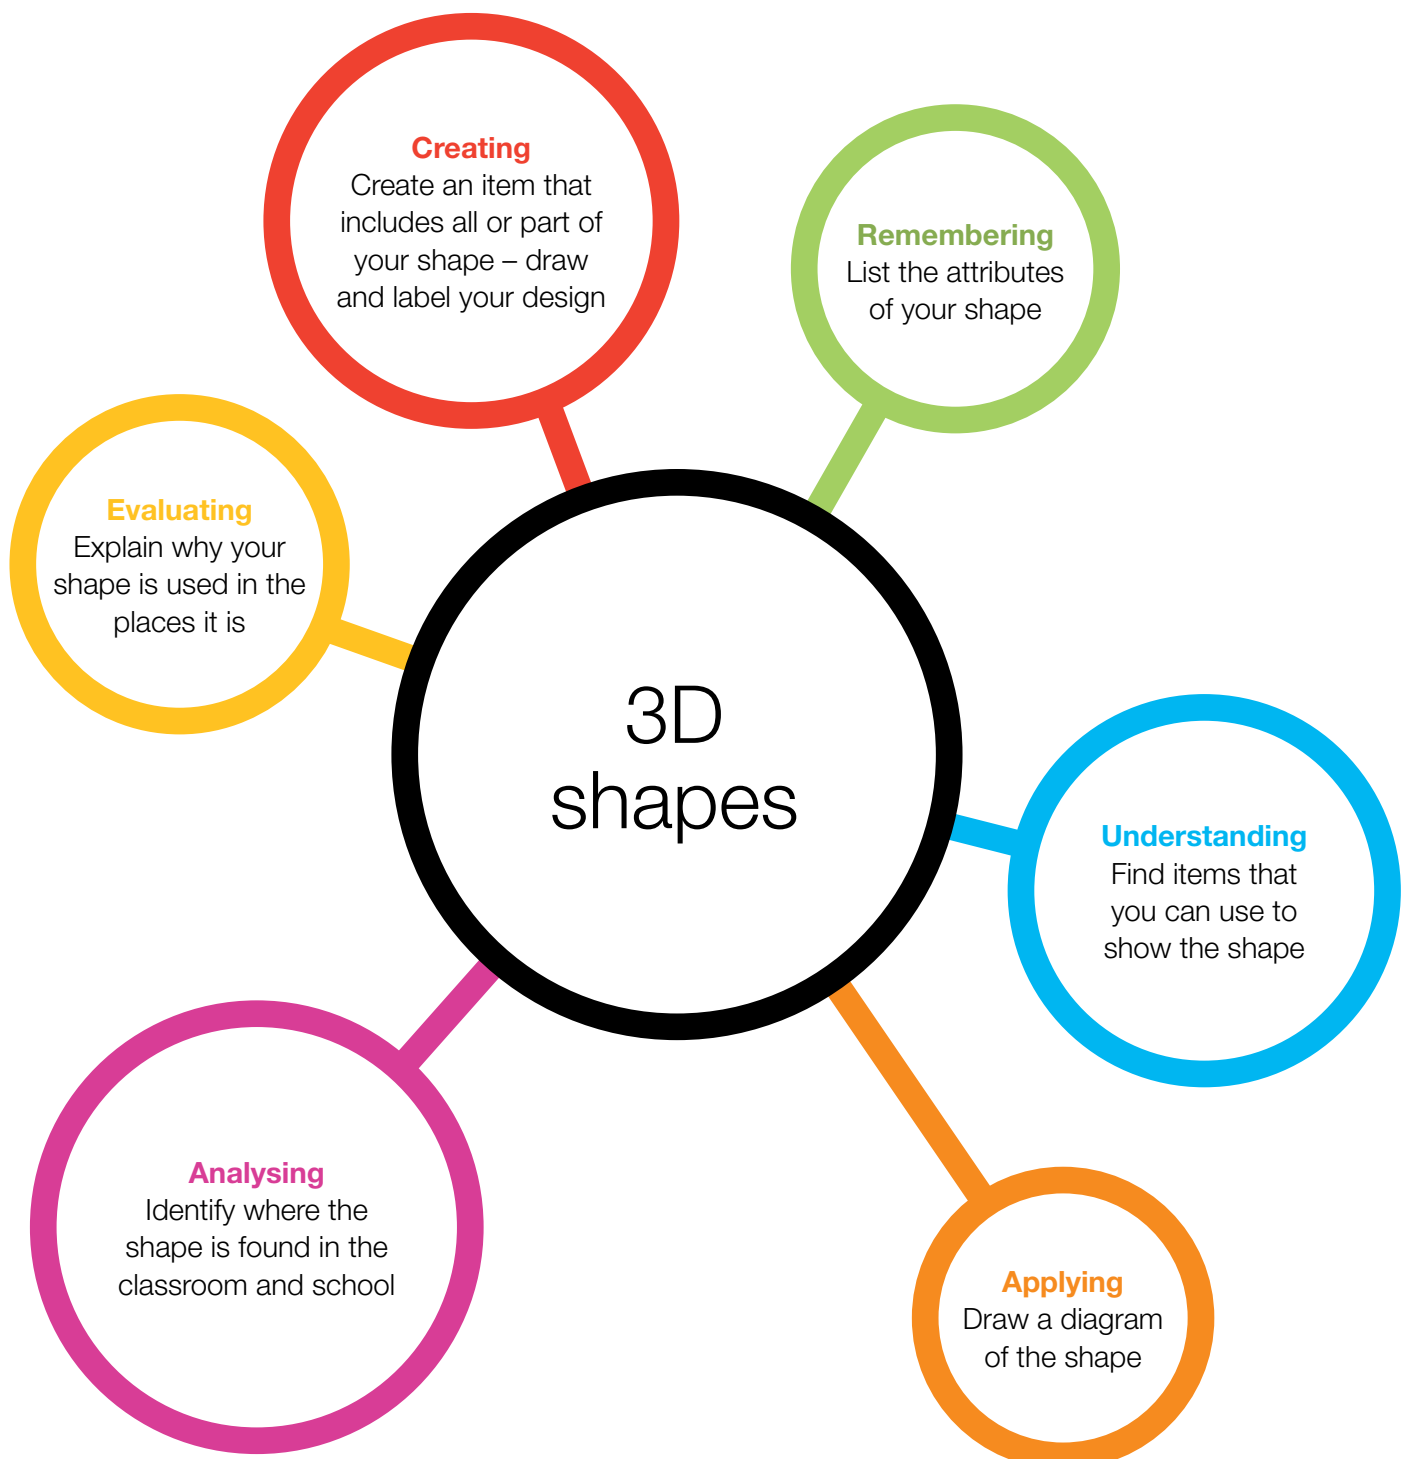 Creating
Create an item that
includes all or part of
your shape – draw
and label your design
Remembering
List the attributes
of your shape
Evaluating
Explain why your
shape is used in the
places it is
3D
shapes
Understanding
Find items that
you can use to
show the shape
Analysing
Identify where the
shape is found in the
classroom and school
Applying
Draw a diagram
of the shape